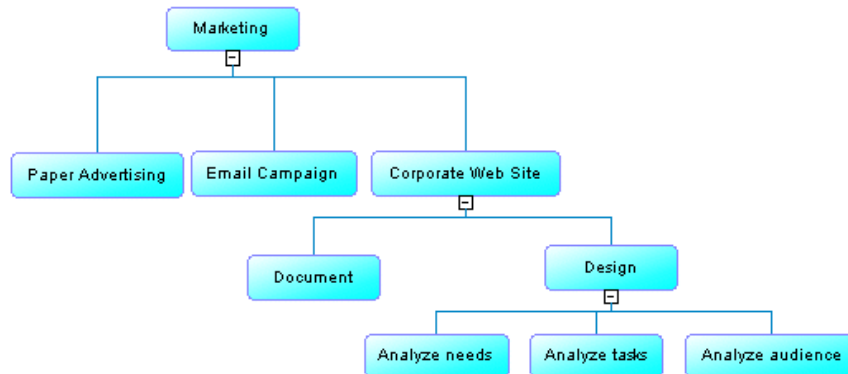 Marketing
Paper Advertising
Email Campaign
Corporate Web Site
Document
Design
Analyze needs
Analyze tasks
Analyze audience